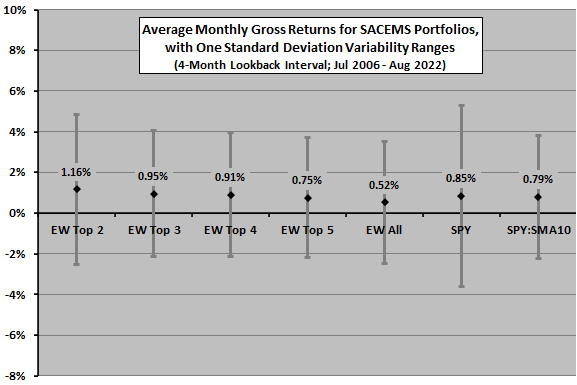 Average Monthly Gross Returns for SACEMS Portfolios,
with One Standard Deviation Variability Ranges
(4-Month Lookback Interval; Jul 2006 - Aug 2022)
10%
8%
6%
4%
2%
0%
-2%
-4%
-6%
-8%
1.16% 0.95% 0.91% 0.75% 0.52% 0.85% 0.79%
EW Top 2 EW Top 3 EW Top 4 EW Top 5 EW All SPY SPY:SMA10